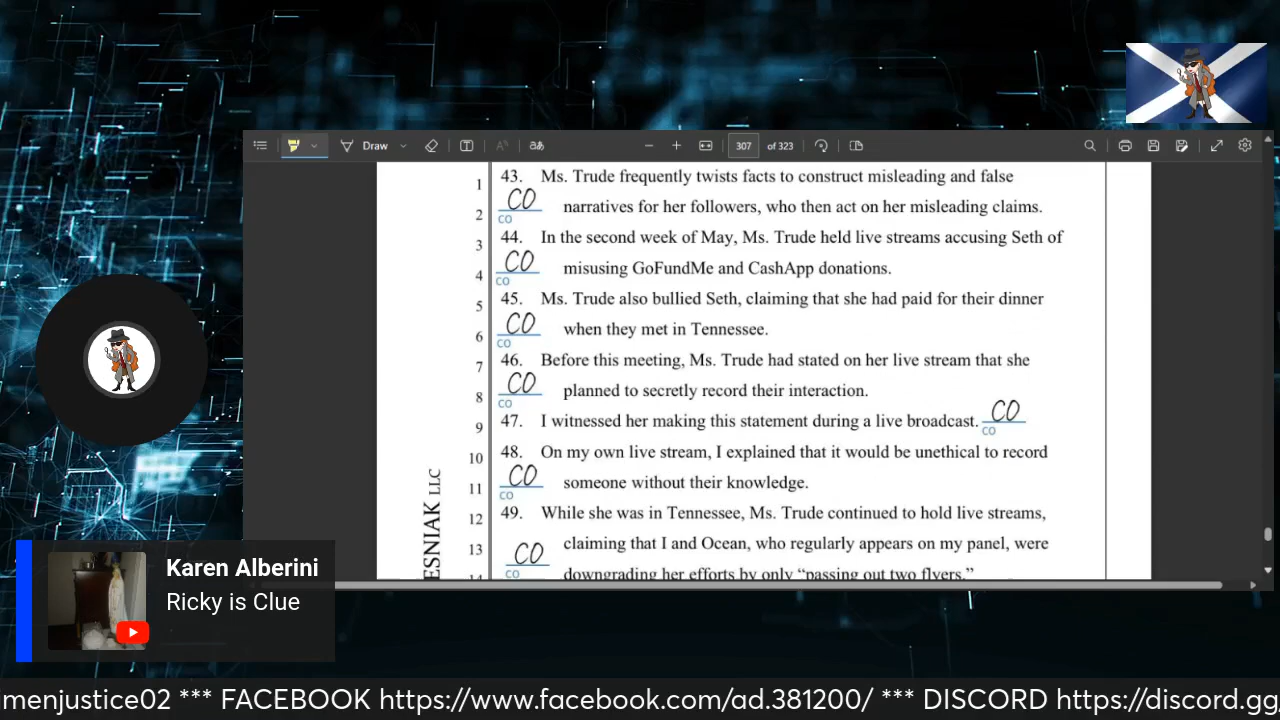 Draw
307 of 323
1 43. Ms. Trude frequently twists facts to construct misleading and false
2 CO narratives for her followers, who then act on her misleading claims.
CO
3 44. In the second week of May, Ms. Trude held live streams accusing Seth of
4 CO misusing GoFundMe and CashApp donations.
CO
5 45. Ms. Trude also bullied Seth, claiming that she had paid for their dinner
6 CO when they met in Tennessee.
CO
7 46. Before this meeting, Ms. Trude had stated on her live stream that she
8 CO planned to secretly record their interaction.
CO
9 47. I witnessed her making this statement during a live broadcast. CO
CO
10 48. On my own live stream, I explained that it would be unethical to record
11 CO someone without their knowledge.
CO
12 49. While she was in Tennessee, Ms. Trude continued to hold live streams,
13 CO claiming that I and Ocean, who regularly appears on my panel, were
CO
downgrading her efforts by only “passing out two flyers.”
ESNIAK LLC
Karen Alberini
Ricky is Clue
menjustice02 *** FACEBOOK https://www.facebook.com/ad.381200/ *** DISCORD https://discord.gg